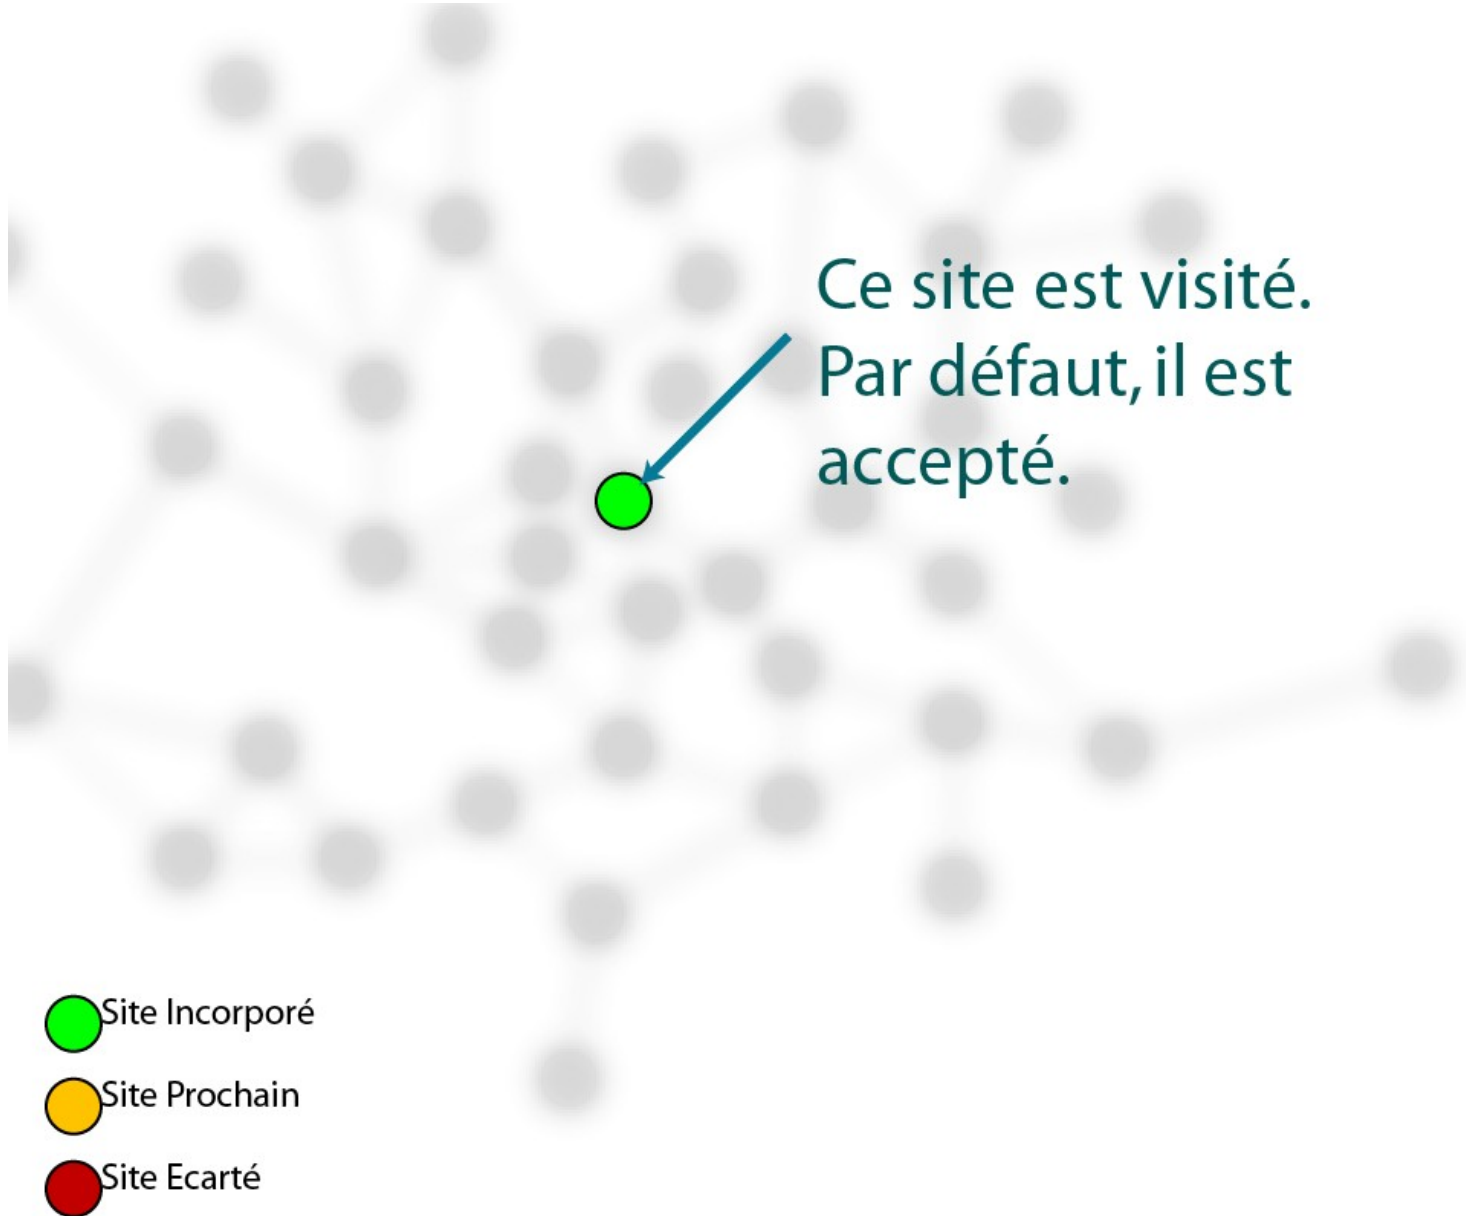 Ce site est visité.
Par défaut, il est
accepté.
Site Incorporé
Site Prochain
Site Ecarté